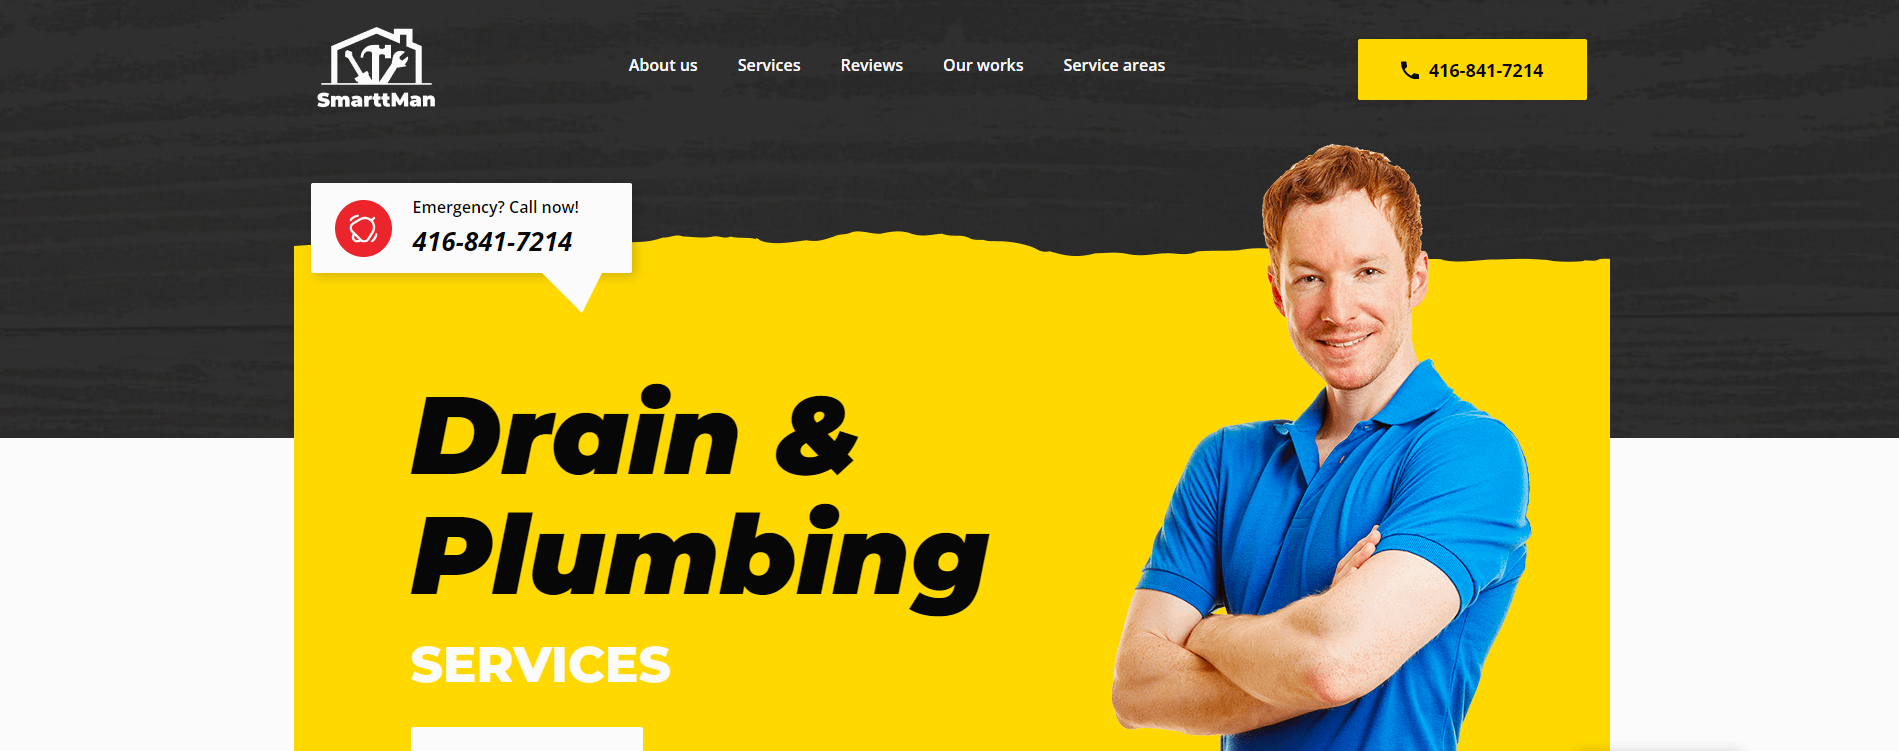 SmarttMan
About us
Services
Reviews
Our works
Service areas
416-841-7214
Emergency? Call now!
416-841-7214
Drain &
Plumbing
SERVICES